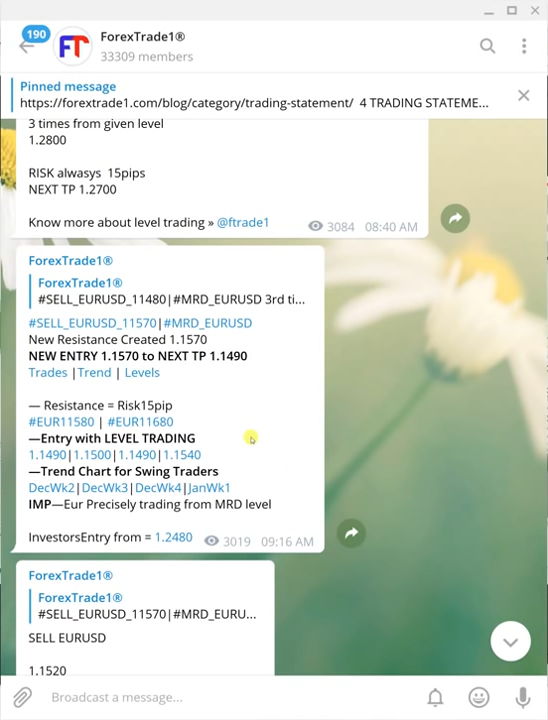 190
FT
ForexTrade1®
33309 members
Pinned message
https://forextrade1.com/blog/category/trading-statement/ 4 TRADING STATEME...
3 times from given level
1.2800
RISK alwasys 15pips
NEXT TP 1.2700
Know more about level trading » @ftrade1
3084 08:40 AM
ForexTrade1®
ForexTrade1®
#SELL_EURUSD_11480|#MRD_EURUSD 3rd ti...
#SELL_EURUSD_11570|#MRD_EURUSD
New Resistance Created 1.1570
NEW ENTRY 1.1570 to NEXT TP 1.1490
Trades |Trend | Levels
— Resistance = Risk15pip
#EUR11580 | #EUR11680
—Entry with LEVEL TRADING
1.1490|1.1500|1.1490|1.1540
—Trend Chart for Swing Traders
DecWk2|DecWk3|DecWk4|JanWk1
IMP—Eur Precisely trading from MRD level
InvestorsEntry from = 1.2480
3019 09:16 AM
ForexTrade1®
ForexTrade1®
#SELL_EURUSD_11570|#MRD_EURU...
SELL EURUSD
1.1520
Broadcast a message...